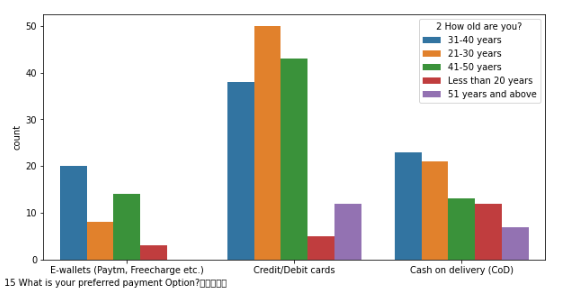 2 How old are you?
31-40 years
21-30 years
41-50 yaers
Less than 20 years
51 years and above
50
40
30
20
10
0
count
E-wallets (Paytm, Freecharge etc.)
Credit/Debit cards
Cash on delivery (CoD)
15 What is your preferred payment Option?